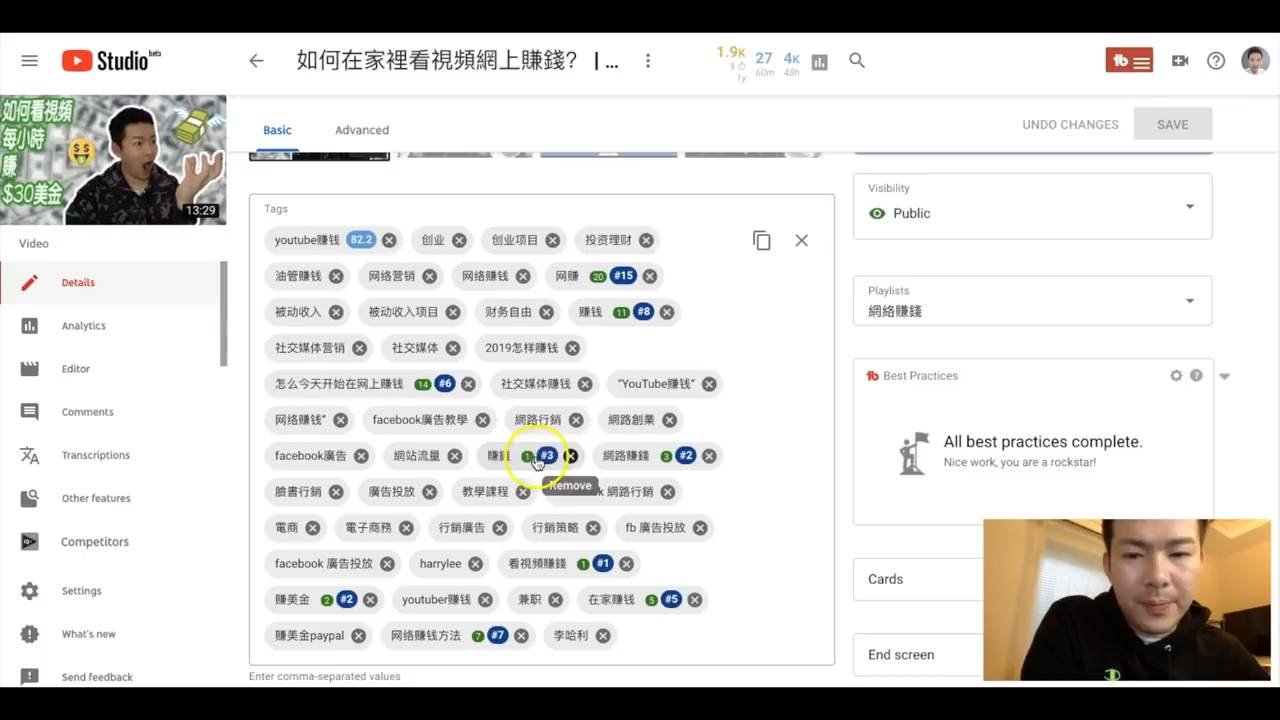 Studio beta
如何在家裡看視頻網上賺錢? | ...
1.9K
$
1y
27
60m
4K
48h
tb
如何看視頻
每小時
賺
$30美金
13:29
Basic
Advanced
UNDO CHANGES
SAVE
Video
Details
Analytics
Editor
Comments
Transcriptions
Other features
Competitors
Settings
What's new
Send feedback
Tags
youtube賺钱 82.2 创业 创业项目 投资理财
油管賺钱 网络营销 网络赚钱 网賺 20 #15
被动收入 被动收入项目 财务自由 赚钱 11 #8
社交媒体营销 社交媒体 2019怎样赚钱
怎么今天开始在网上赚钱 14 #6 社交媒体赚钱 "YouTube赚钱"
网络赚钱" facebook廣告教學 網路行銷 網路創業
facebook廣告 網站流量 賺錢 1 #3 網路賺錢 3 #2
Remove
臉書行銷 廣告投放 教學課程 k 網路行銷
電商 電子商務 行銷廣告 行銷策略 fb 廣告投放
facebook 廣告投放 harrylee 看視頻賺錢 1 #1
賺美金 2 #2 youtuber賺錢 兼职 在家賺钱 5 #5
賺美金paypal 网络赚钱方法 7 #7 李哈利
Enter comma-separated values
Visibility
Public
Playlists
網絡賺錢
tb Best Practices
All best practices complete.
Nice work, you are a rockstar!
Cards
End screen